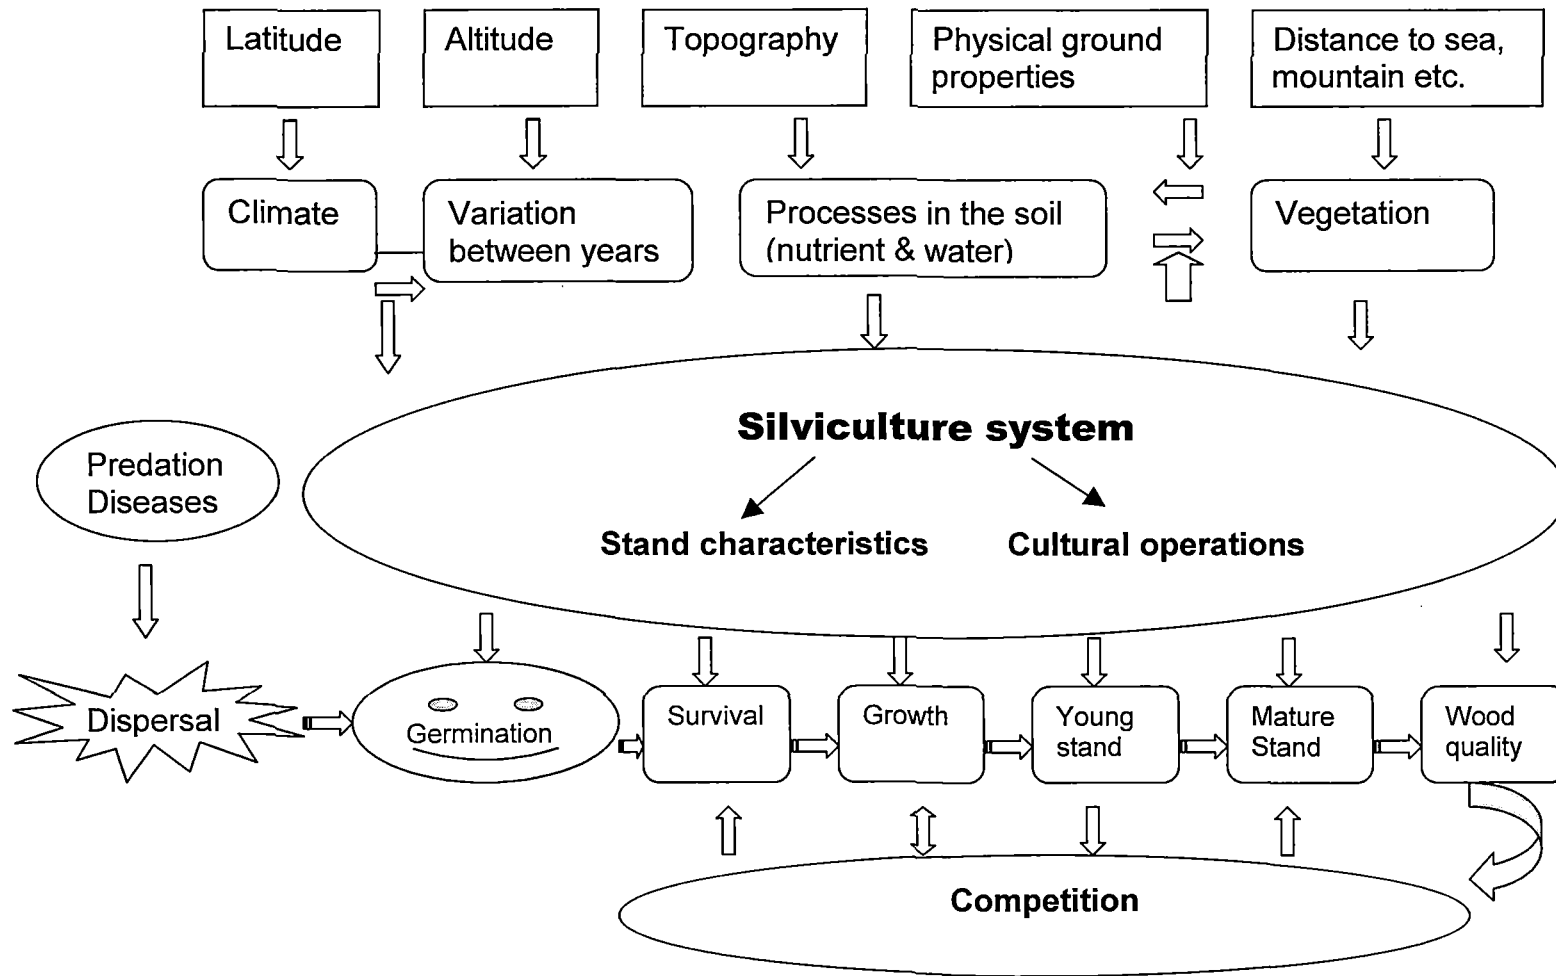 Latitude
Altitude
Topography
Physical ground
properties
Distance to sea,
mountain etc.
Climate
Variation
between years
Processes in the soil
(nutrient & water)
Vegetation
Silviculture system
Predation
Diseases
Stand characteristics
Cultural operations
Dispersal
Germination
Survival
Growth
Young
stand
Mature
Stand
Wood
quality
Competition